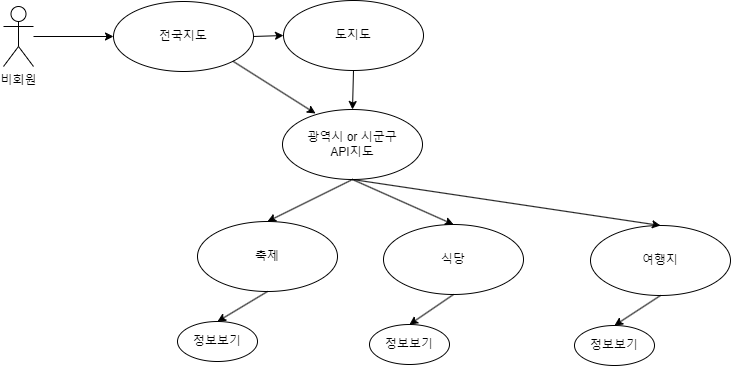 전국지도
도지도
비회원
광역시 or 시군구
API지도
축제
식당
여행지
정보보기
정보보기
정보보기